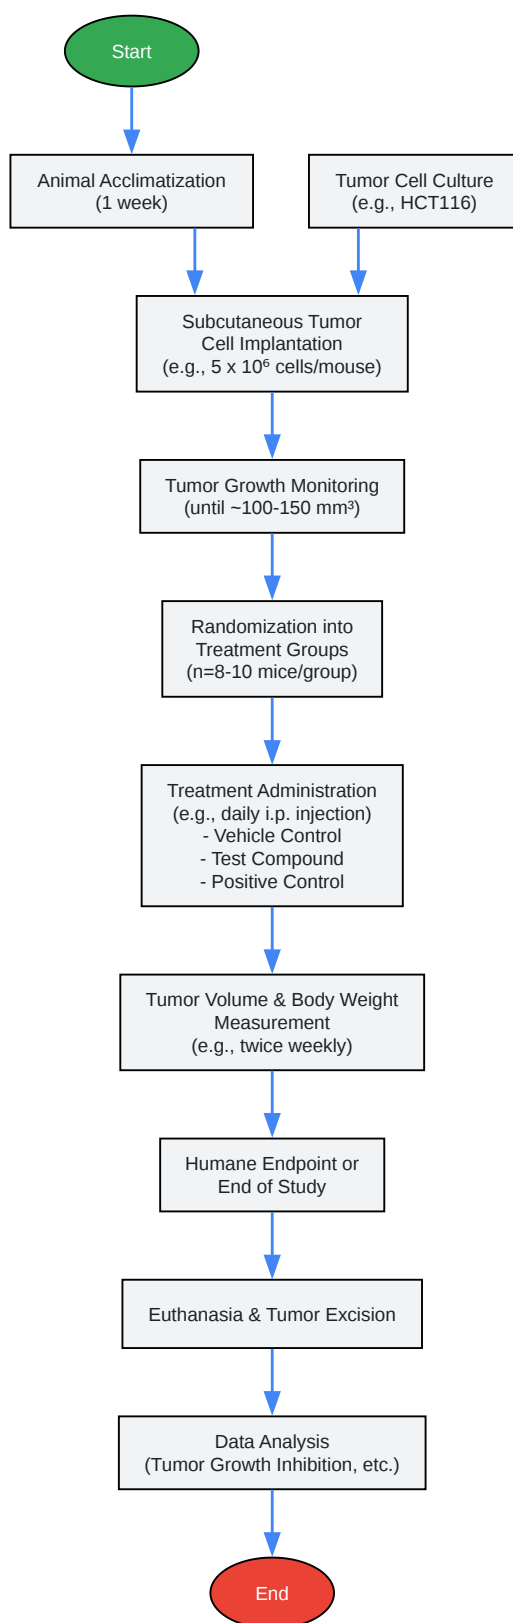 Start
Animal Acclimatization
(1 week)
Tumor Cell Culture
(e.g., HCT116)
Subcutaneous Tumor
Cell Implantation
(e.g., 5 x 10⁶ cells/mouse)
Tumor Growth Monitoring
(until ~100-150 mm³)
Randomization into
Treatment Groups
(n=8-10 mice/group)
Treatment Administration
(e.g., daily i.p. injection)
- Vehicle Control
- Test Compound
- Positive Control
Tumor Volume & Body Weight
Measurement
(e.g., twice weekly)
Humane Endpoint or
End of Study
Euthanasia & Tumor Excision
Data Analysis
(Tumor Growth Inhibition, etc.)
End